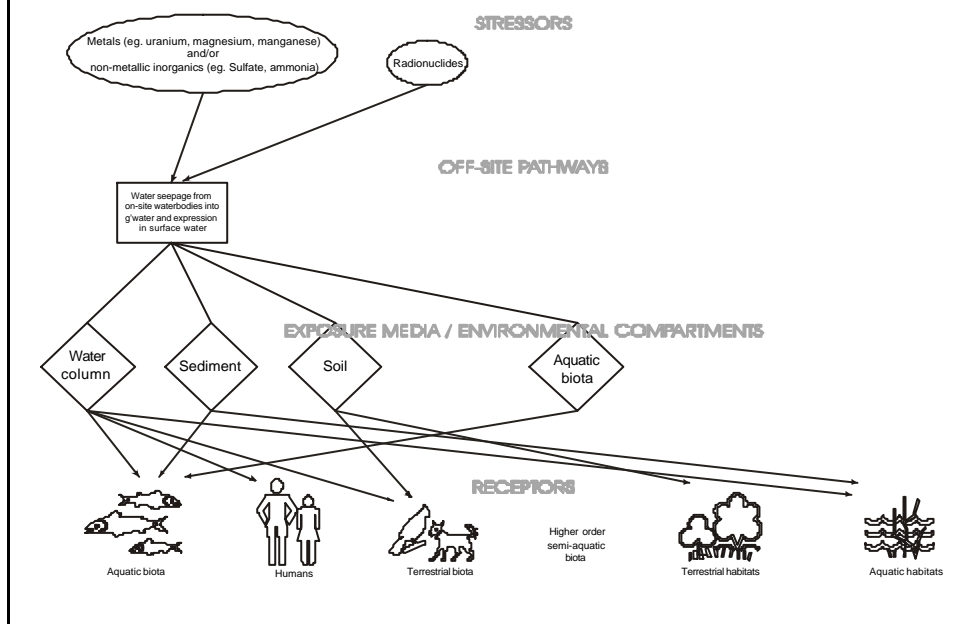 STRESSORS
Metals (eg. uranium, magnesium, manganese)
and/or
non-metallic inorganics (eg. Sulfate, ammonia)
Radionuclides
OFF-SITE PATHWAYS
Water seepage from
on-site waterbodies into
g'water and expression
in surface water
EXPOSURE MEDIA / ENVIRONMENTAL COMPARTMENTS
Water
column
Sediment
Soil
Aquatic
biota
RECEPTORS
Aquatic biota
Humans
Terrestrial biota
Higher order
semi-aquatic
biota
Terrestrial habitats
Aquatic habitats